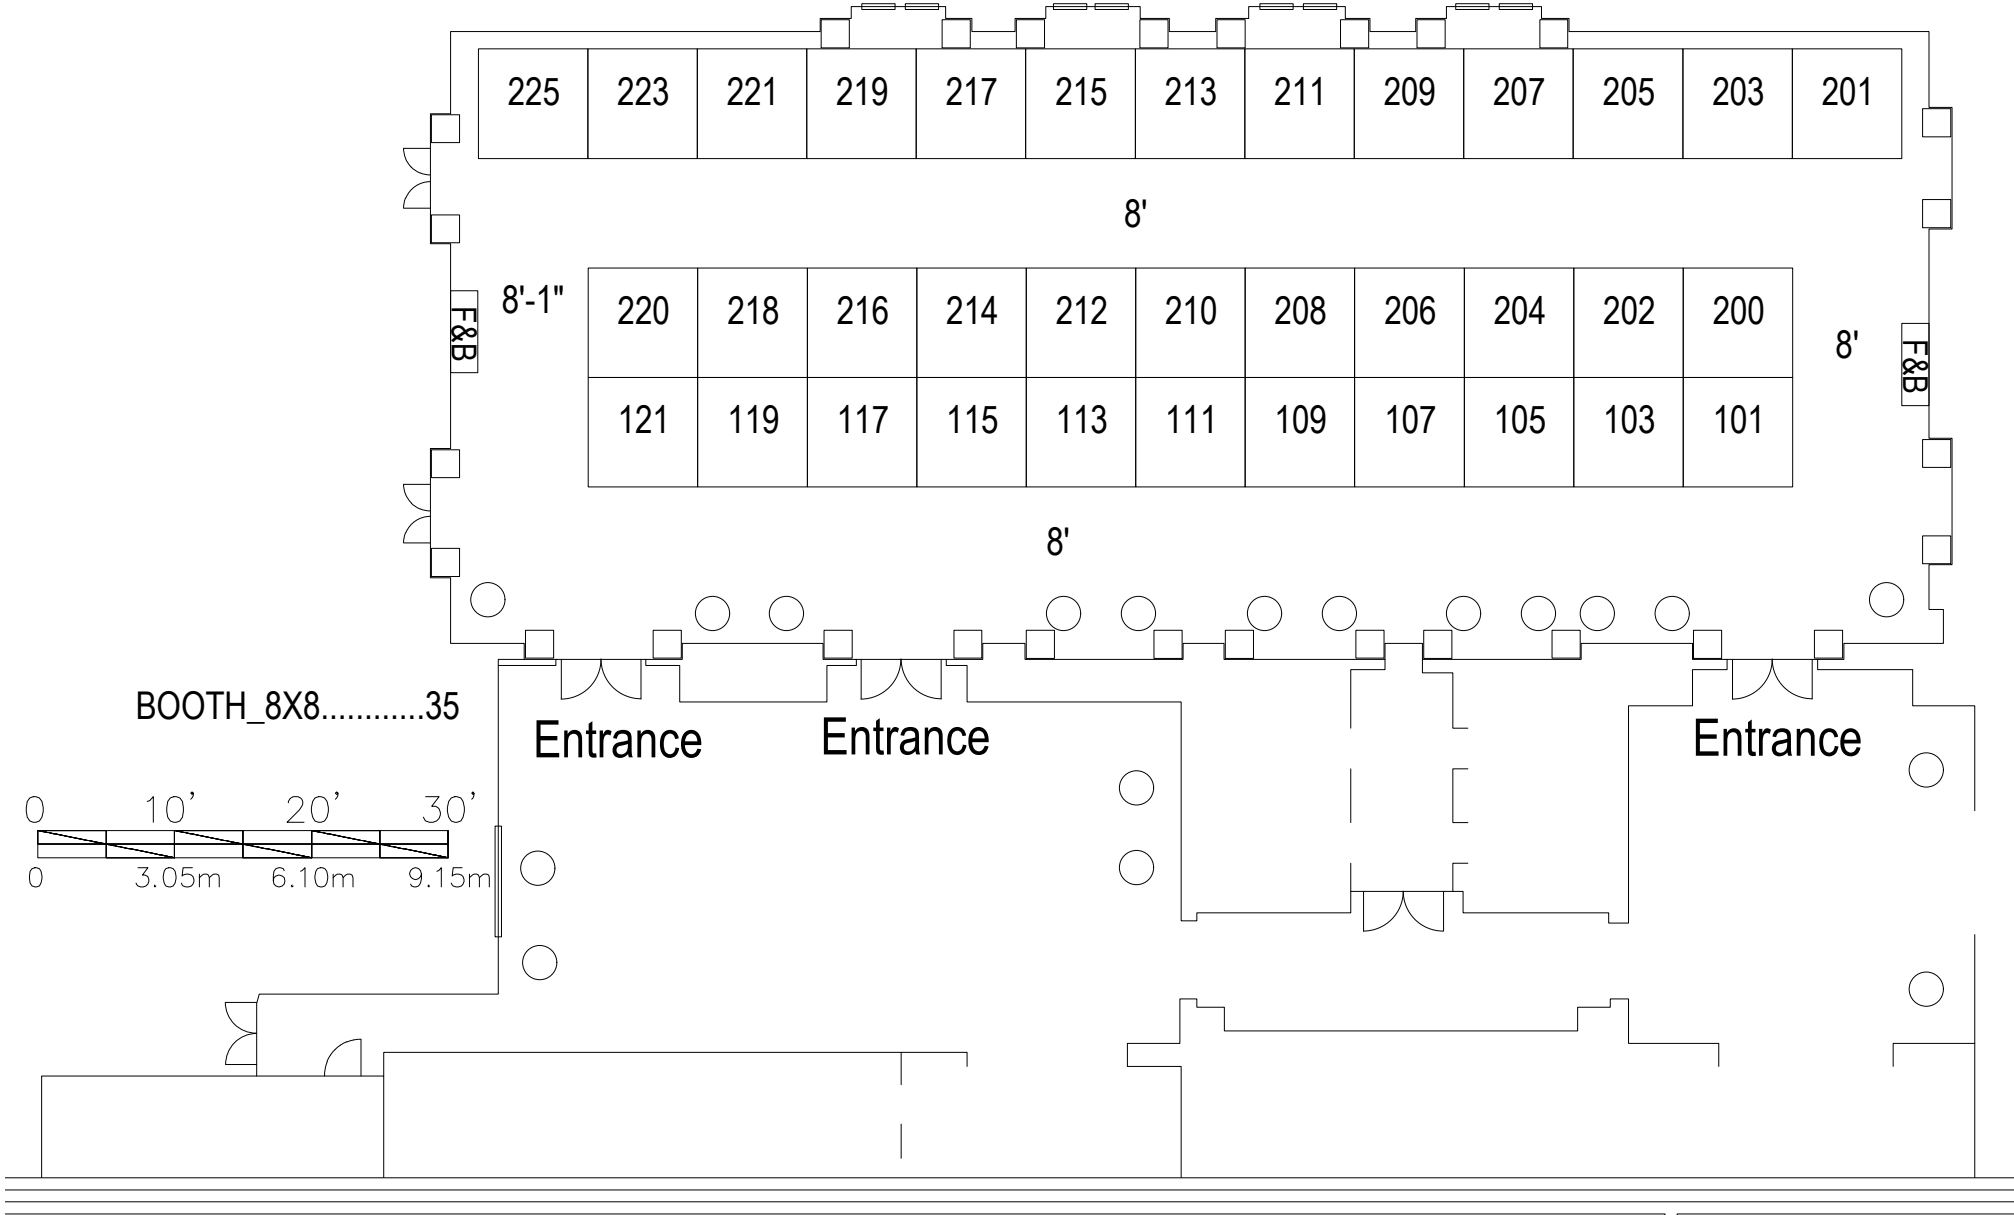 225 223 221 219 217 215 213 211 209 207 205 203 201
8'
8'-1"
220 218 216 214 212 210 208 206 204 202 200
F&B
8'
F&B
121 119 117 115 113 111 109 107 105 103 101
8'
BOOTH_8X8............35
Entrance
Entrance
Entrance
0 10' 20' 30'
0 3.05m 6.10m 9.15m